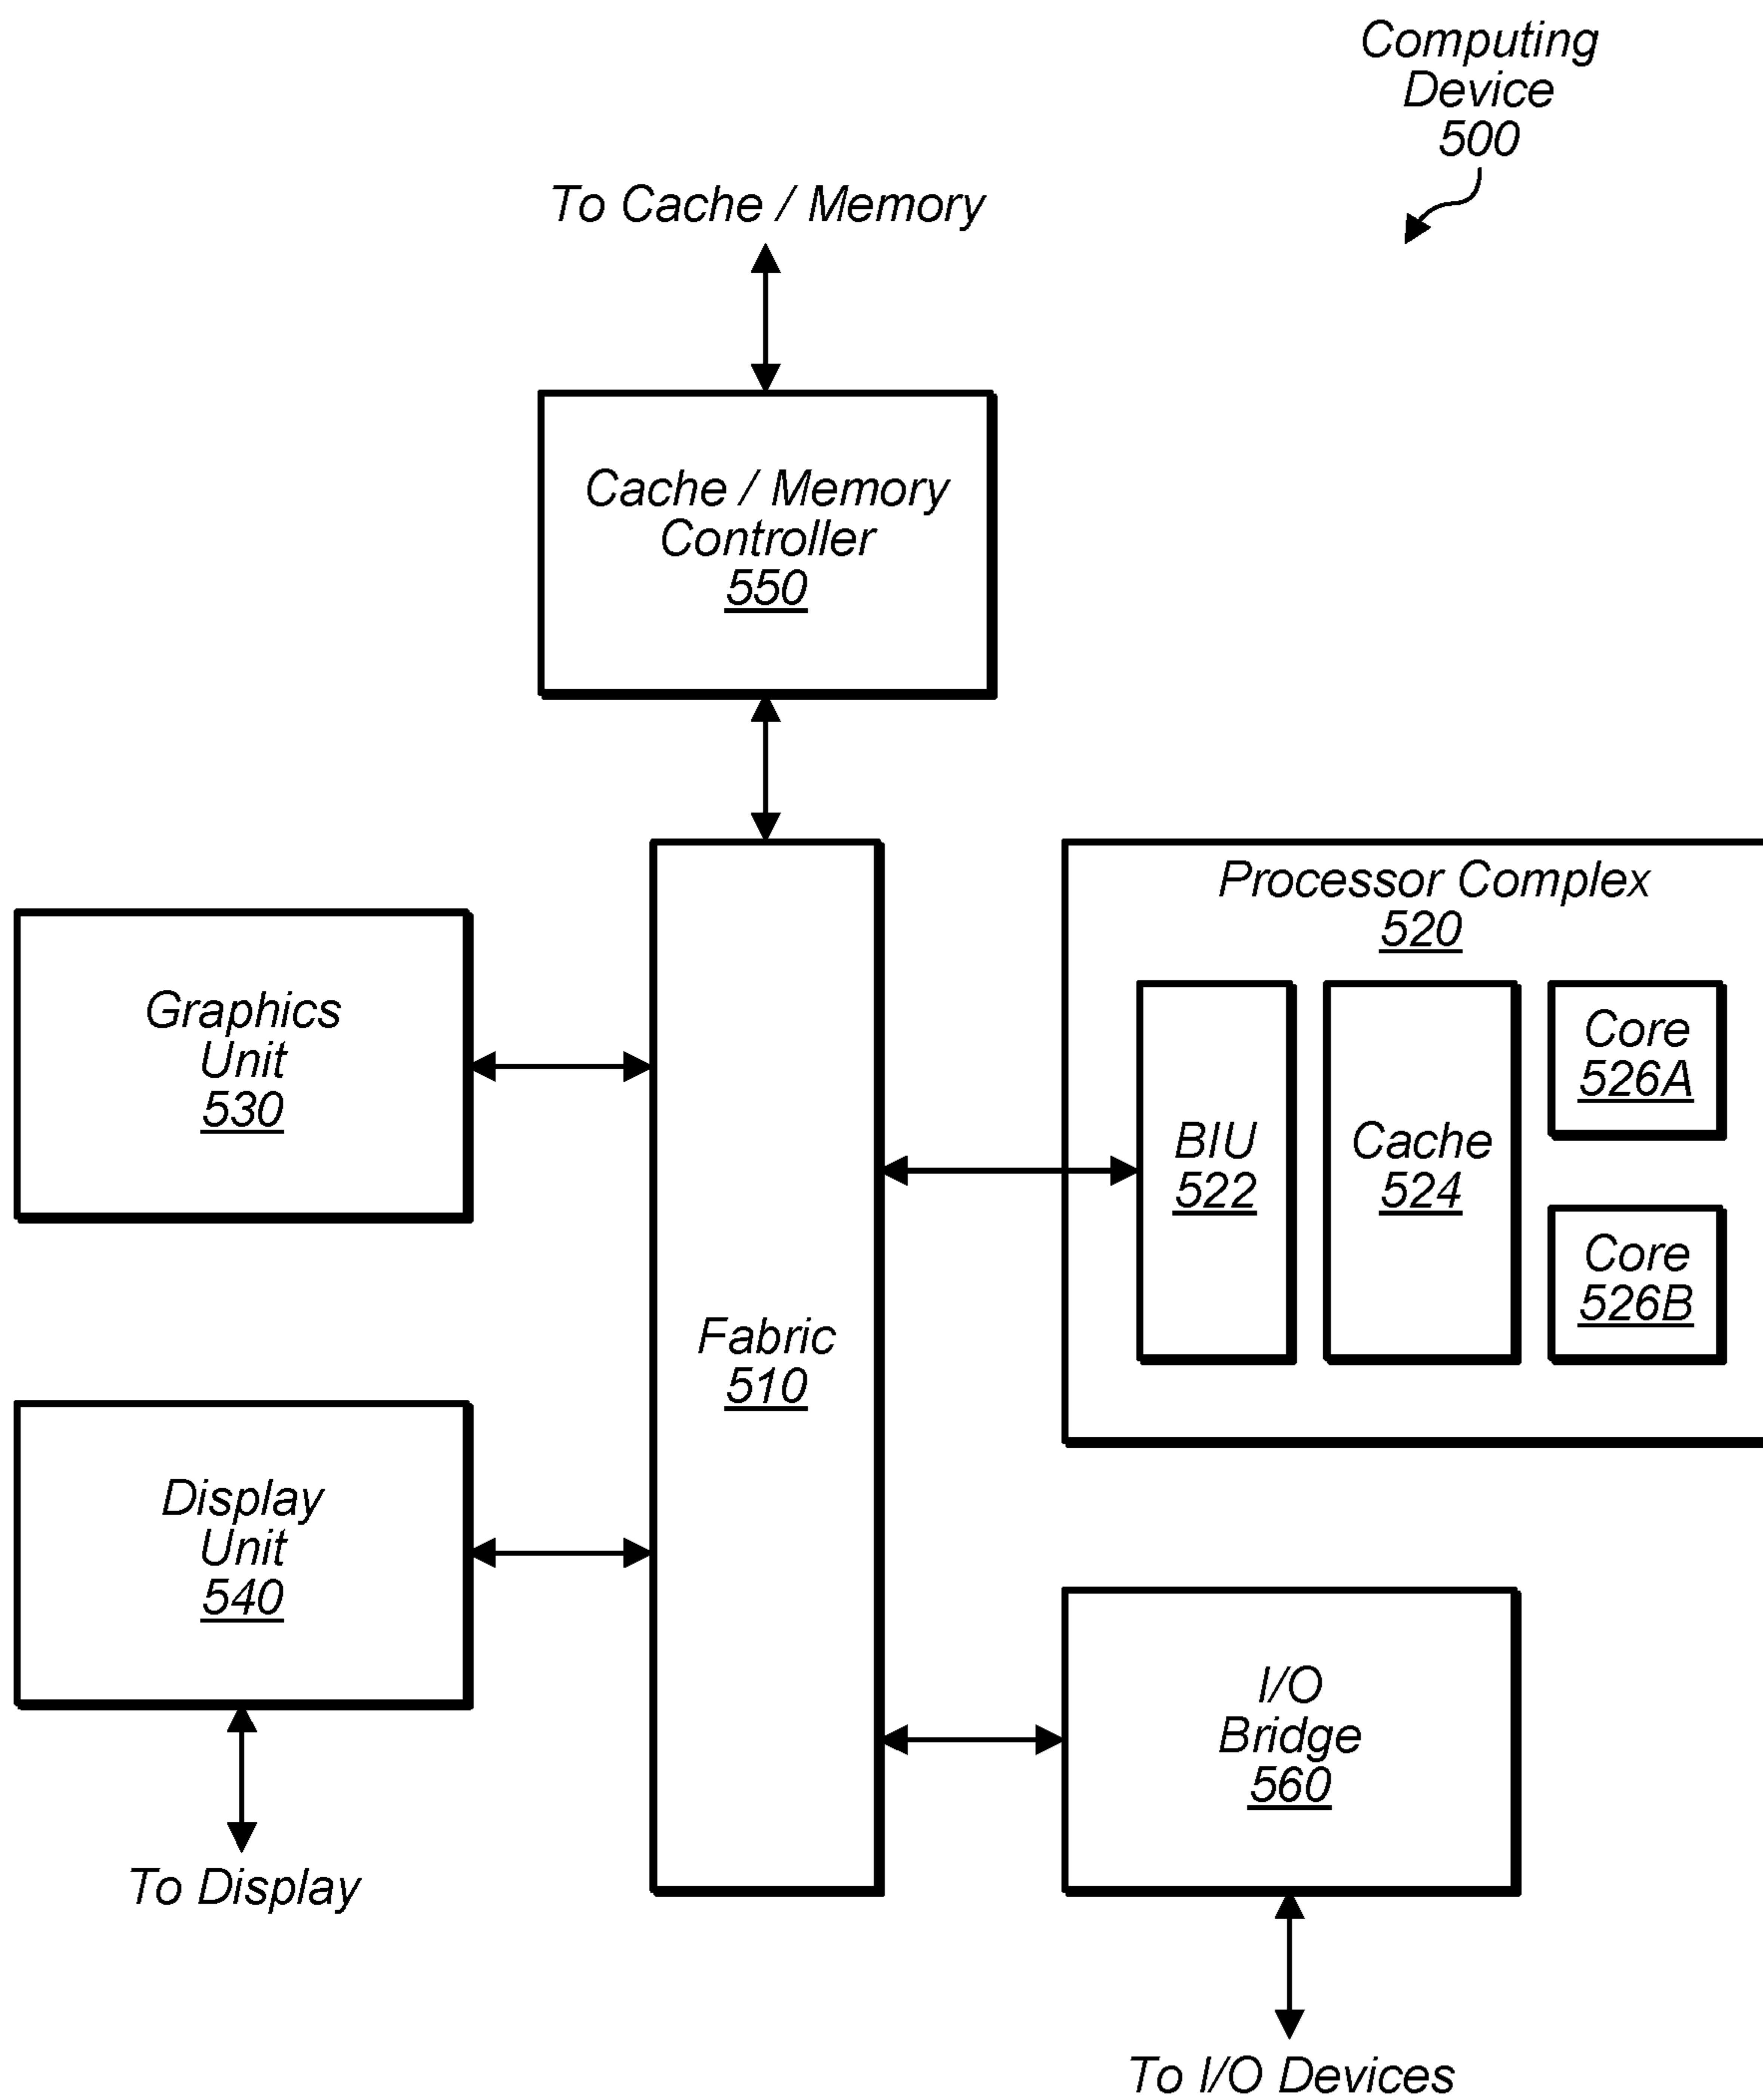 Computing
Device
500
To Cache / Memory
Cache / Memory
Controller
550
Processor Complex
520
Graphics
Unit
530
BIU
522
Cache
524
Core
526A
Core
526B
Fabric
510
Display
Unit
540
I/O
Bridge
560
To Display
To I/O Devices